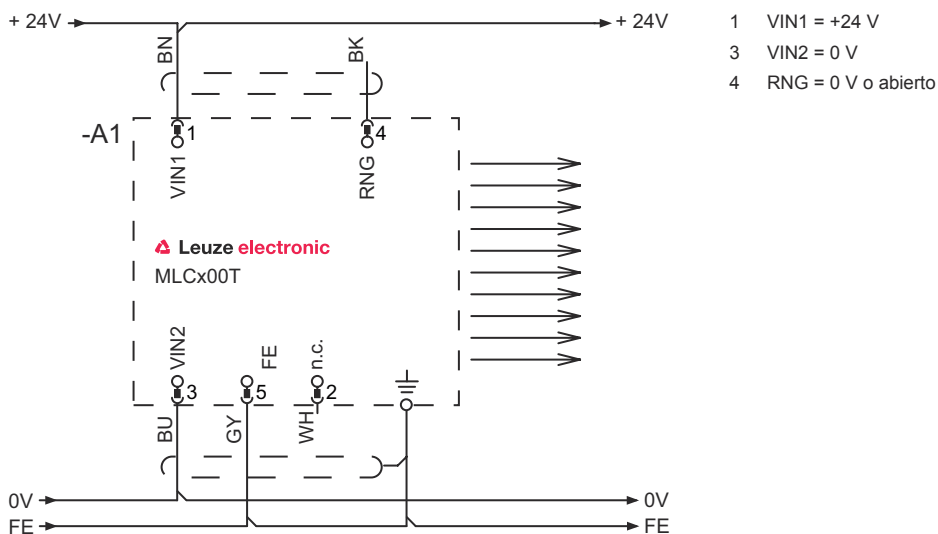 + 24V
+ 24V
1 VIN1 = +24 V
3 VIN2 = 0 V
4 RNG = 0 V o abierto
BN
BK
-A1
1
4
VIN1
RNG
Leuze electronic
MLCx00T
VIN2
FE
n.c.
3
5
2
BU
GY
WH
0V
0V
FE
FE